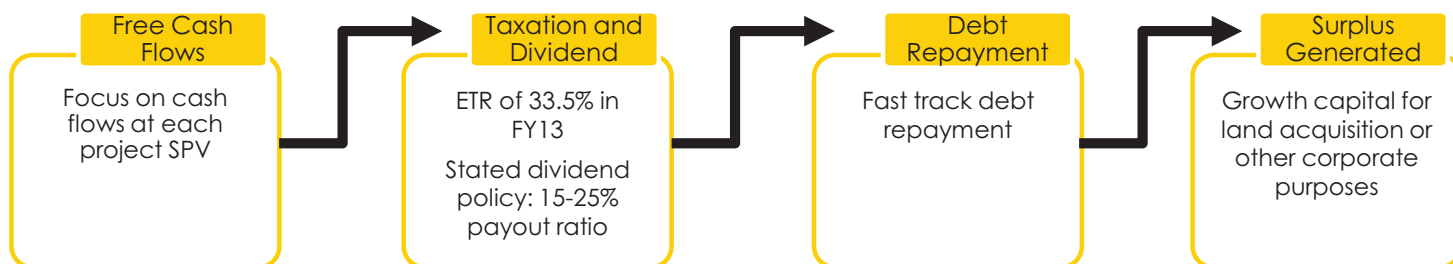 Free Cash
Flows
Focus on cash
flows at each
project SPV
Taxation and
Dividend
ETR of 33.5% in
FY13
Stated dividend
policy: 15-25%
payout ratio
Debt
Repayment
Fast track debt
repayment
Surplus
Generated
Growth capital for
land acquisition or
other corporate
purposes